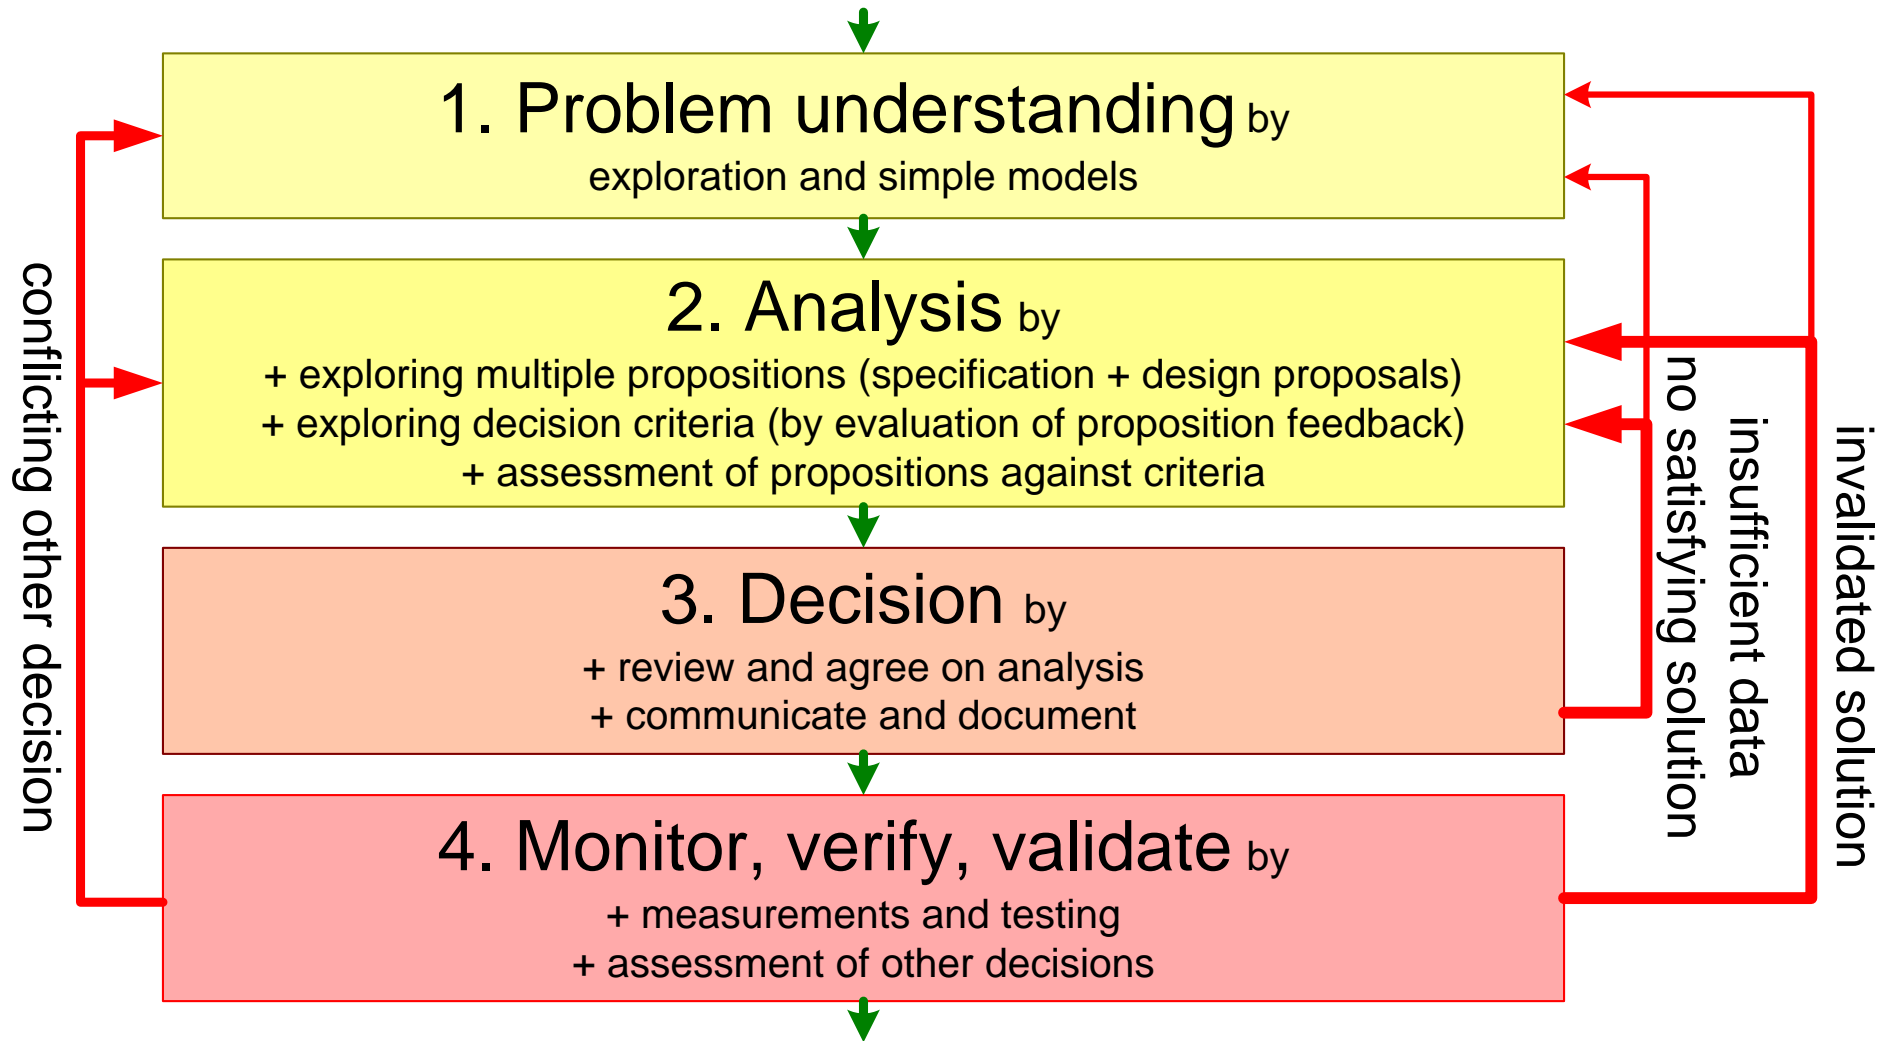 1. Problem understanding by
exploration and simple models
2. Analysis by
+ exploring multiple propositions (specification + design proposals)
+ exploring decision criteria (by evaluation of proposition feedback)
+ assessment of propositions against criteria
3. Decision by
+ review and agree on analysis
+ communicate and document
4. Monitor, verify, validate by
+ measurements and testing
+ assessment of other decisions
conflicting other decision
insufficient data
no satisfying solution
invalidated solution